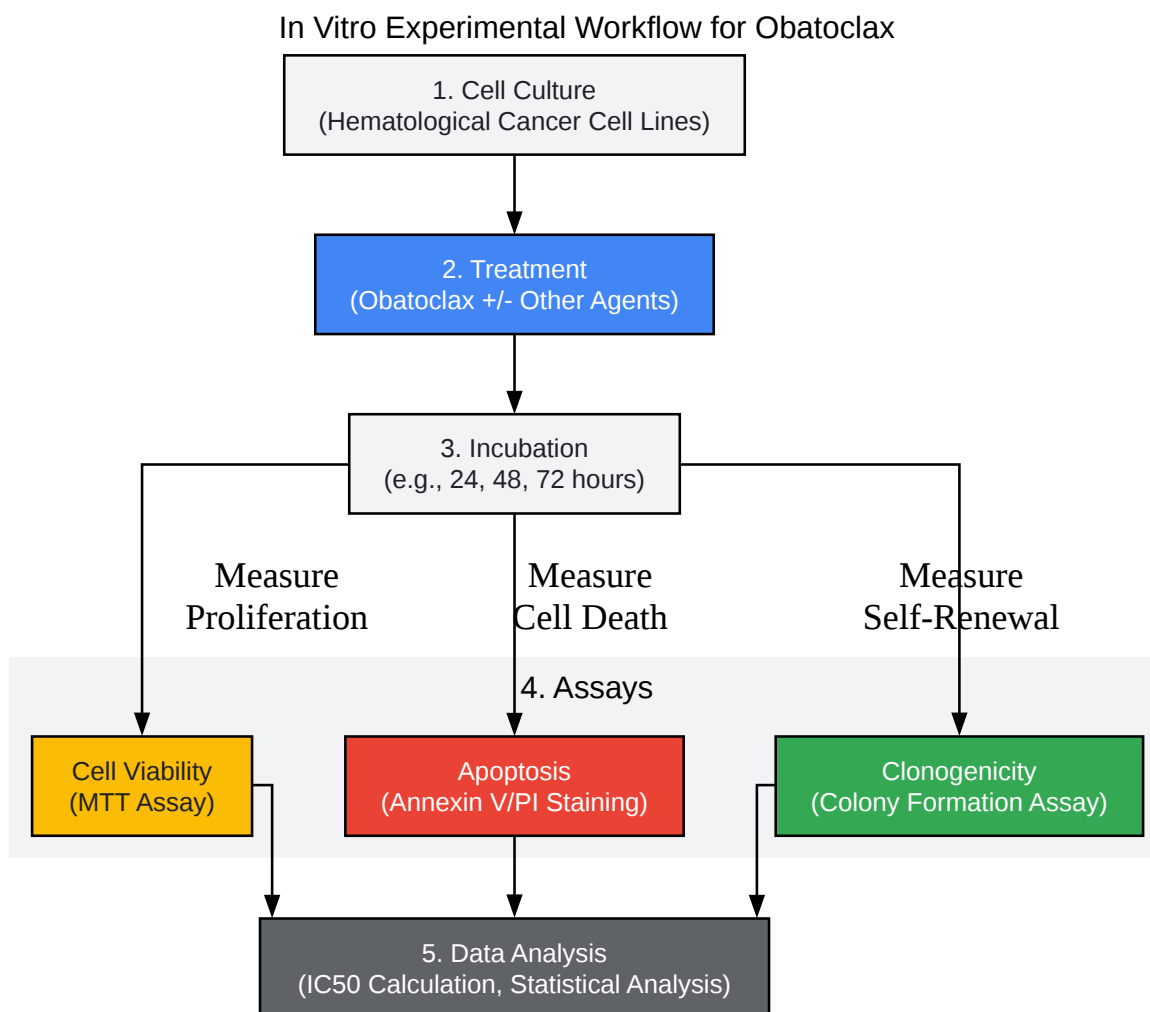 In Vitro Experimental Workflow for Obatoclax
1. Cell Culture
(Hematological Cancer Cell Lines)
2. Treatment
(Obatoclax +/- Other Agents)
3. Incubation
(e.g., 24, 48, 72 hours)
Measure
Proliferation
Measure
Cell Death
Measure
Self-Renewal
4. Assays
Cell Viability
(MTT Assay)
Apoptosis
(Annexin V/PI Staining)
Clonogenicity
(Colony Formation Assay)
5. Data Analysis
(IC50 Calculation, Statistical Analysis)